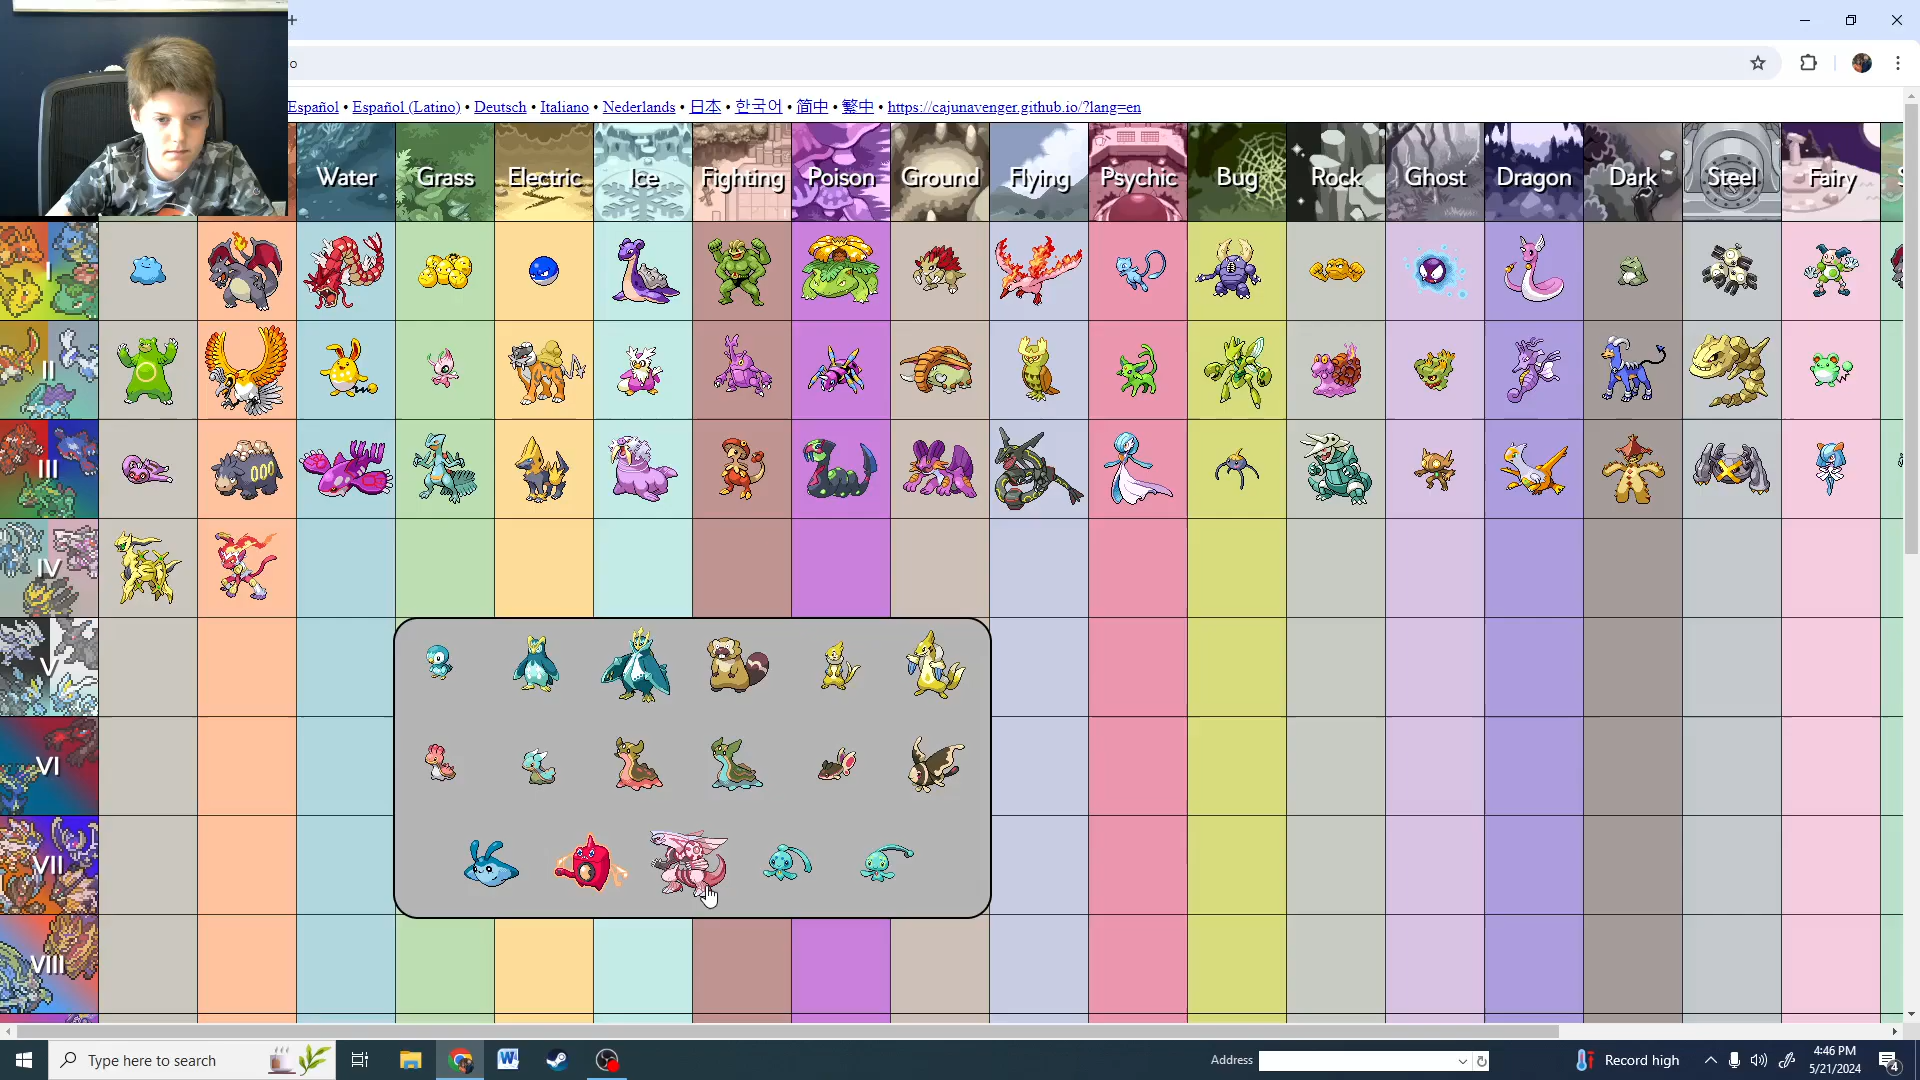 Español • Español (Latino) • Deutsch • Italiano • Nederlands • 日本 • 한국어 • 简中 • 繁中 • https://cajunavenger.github.io/?lang=en
Water Grass Electric Ice Fighting Poison Ground Flying Psychic Bug Rock Ghost Dragon Dark Steel Fairy
I
II
III
IV
V
VI
VII
VIII
Type here to search
Address
Record high
4:46 PM
5/21/2024
4